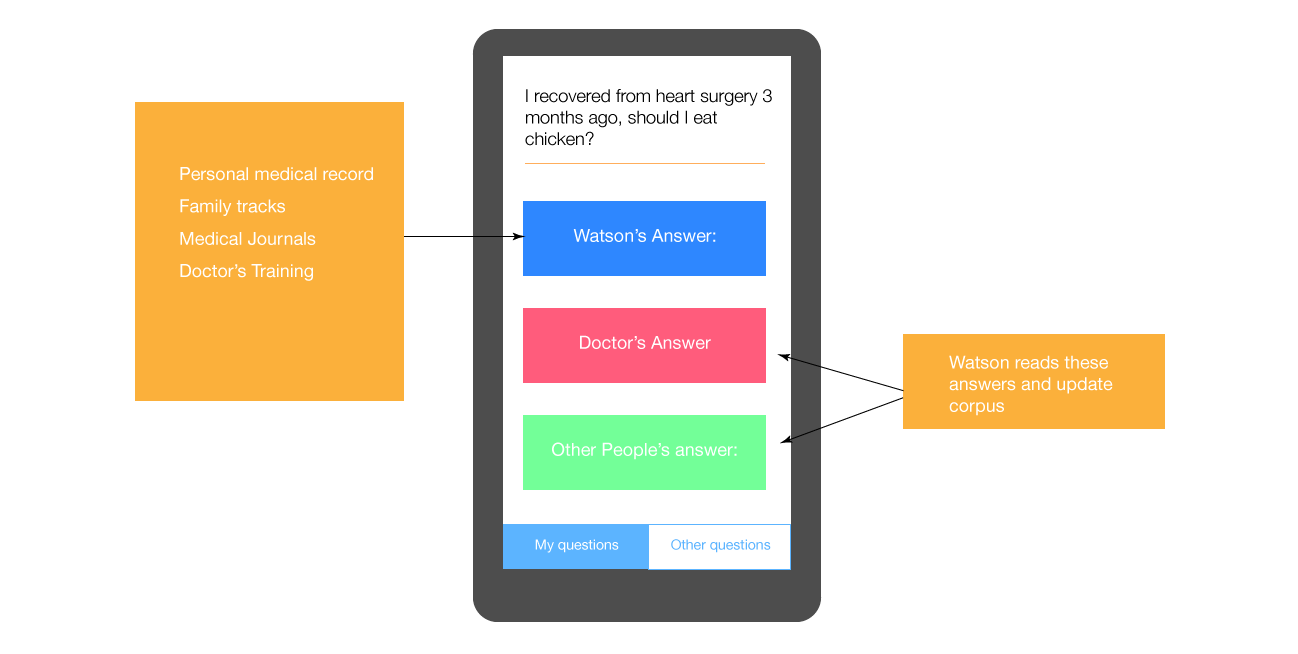 Personal medical record
Family tracks
Medical Journals
Doctor's Training
I recovered from heart surgery 3
months ago, should I eat
chicken?
Watson's Answer:
Doctor's Answer
Other People's answer:
My questions
Other questions
Watson reads these
answers and update
corpus